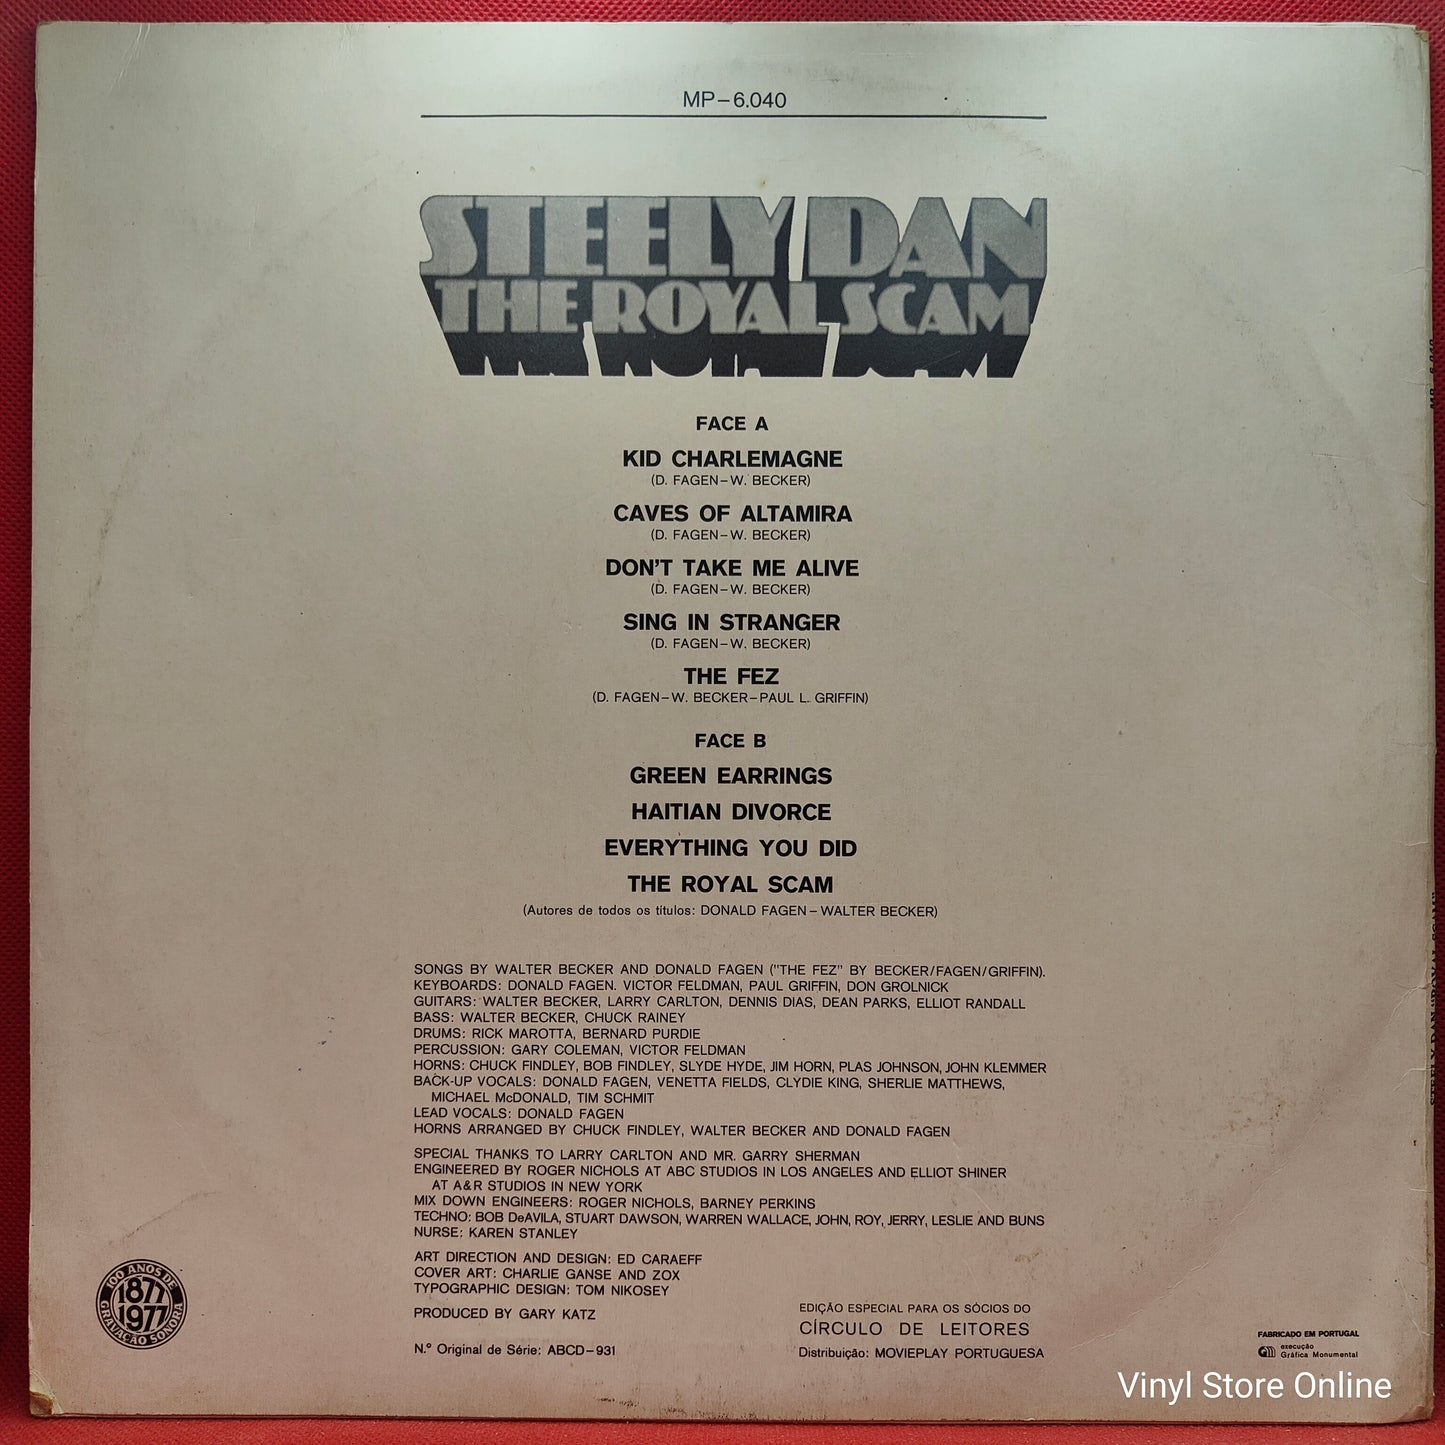 MP-6.040
STEELY DAN
THE ROYAL SCAM
FACE A
KID CHARLEMAGNE
(D. FAGEN-W. BECKER)
CAVES OF ALTAMIRA
(D. FAGEN-W. BECKER)
DON'T TAKE ME ALIVE
(D. FAGEN-W. BECKER)
SING IN STRANGER
(D. FAGEN-W. BECKER)
THE FEZ
(D. FAGEN-W. BECKER-PAUL L. GRIFFIN)
FACE B
GREEN EARRINGS
HAITIAN DIVORCE
EVERYTHING YOU DID
THE ROYAL SCAM
(Autores de todos os títulos: DONALD FAGEN-WALTER BECKER)
SONGS BY WALTER BECKER AND DONALD FAGEN ("THE FEZ" BY BECKER/FAGEN/GRIFFIN).
KEYBOARDS: DONALD FAGEN. VICTOR FELDMAN, PAUL GRIFFIN, DON GROLNICK
GUITARS: WALTER BECKER, LARRY CARLTON, DENNIS DIAS, DEAN PARKS, ELLIOT RANDALL
BASS: WALTER BECKER, CHUCK RAINEY
DRUMS: RICK MAROTTA, BERNARD PURDIE
PERCUSSION: GARY COLEMAN, VICTOR FELDMAN
HORNS: CHUCK FINDLEY, BOB FINDLEY, SLYDE HYDE, JIM HORN, PLAS JOHNSON, JOHN KLEMMER
BACK-UP VOCALS: DONALD FAGEN, VENETTA FIELDS, CLYDIE KING, SHERLIE MATTHEWS,
MICHAEL McDONALD, TIM SCHMIT
LEAD VOCALS: DONALD FAGEN
HORNS ARRANGED BY CHUCK FINDLEY, WALTER BECKER AND DONALD FAGEN
SPECIAL THANKS TO LARRY CARLTON AND MR. GARRY SHERMAN
ENGINEERED BY ROGER NICHOLS AT ABC STUDIOS IN LOS ANGELES AND ELLIOT SHINER
AT A&R STUDIOS IN NEW YORK
MIX DOWN ENGINEERS: ROGER NICHOLS, BARNEY PERKINS
TECHNO: BOB DeAVILA, STUART DAWSON, WARREN WALLACE, JOHN, ROY, JERRY, LESLIE AND BUNS
NURSE: KAREN STANLEY
ART DIRECTION AND DESIGN: ED CARAEFF
COVER ART: CHARLIE GANSE AND ZOX
TYPOGRAPHIC DESIGN: TOM NIKOSEY
PRODUCED BY GARY KATZ
N.º Original de Série: ABCD-931
100 ANOS DE
1877
1977
GRAVAÇÃO SONORA
EDIÇÃO ESPECIAL PARA OS SÓCIOS DO
CÍRCULO DE LEITORES
Distribuição: MOVIEPLAY PORTUGUESA
FABRICADO EM PORTUGAL
execução
Gráfica Monumental
Vinyl Store Online